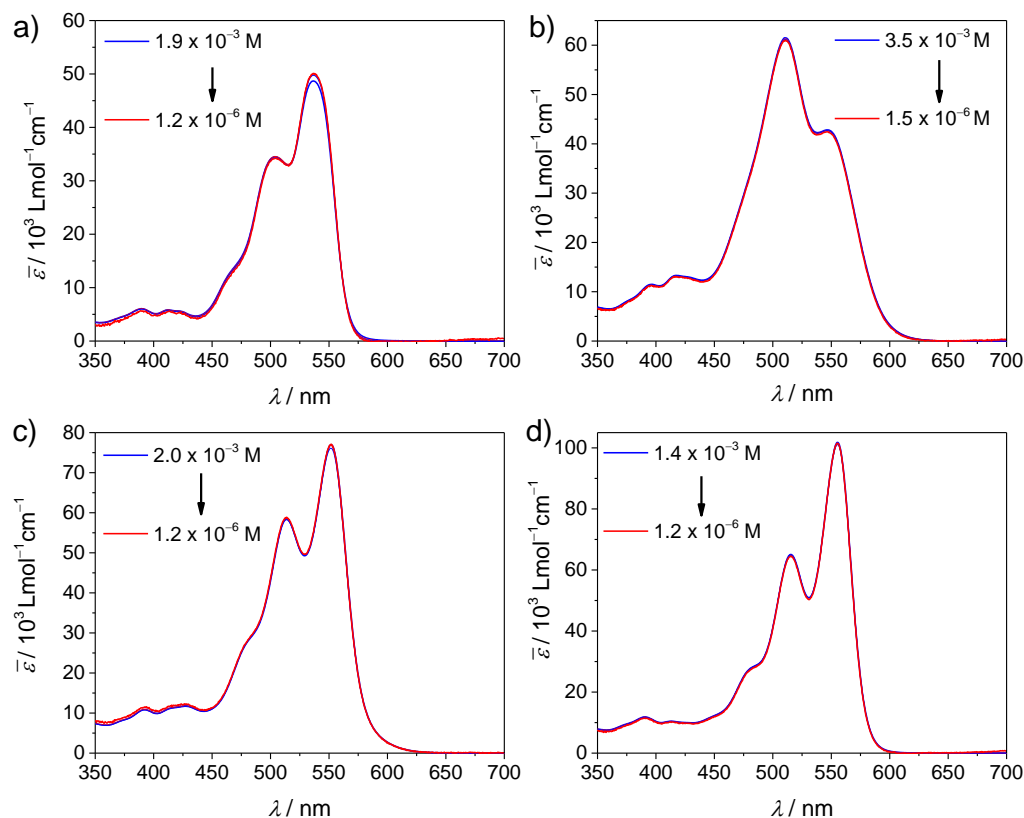 a)
1.9 x 10⁻³ M
1.2 x 10⁻⁶ M
60
50
40
30
20
10
0
ε̅ / 10³ Lmol⁻¹cm⁻¹
350 400 450 500 550 600 650 700
λ / nm
b)
3.5 x 10⁻³ M
1.5 x 10⁻⁶ M
60
50
40
30
20
10
0
ε̅ / 10³ Lmol⁻¹cm⁻¹
350 400 450 500 550 600 650 700
λ / nm
c)
2.0 x 10⁻³ M
1.2 x 10⁻⁶ M
80
70
60
50
40
30
20
10
0
ε̅ / 10³ Lmol⁻¹cm⁻¹
350 400 450 500 550 600 650 700
λ / nm
d)
1.4 x 10⁻³ M
1.2 x 10⁻⁶ M
100
80
60
40
20
0
ε̅ / 10³ Lmol⁻¹cm⁻¹
350 400 450 500 550 600 650 700
λ / nm